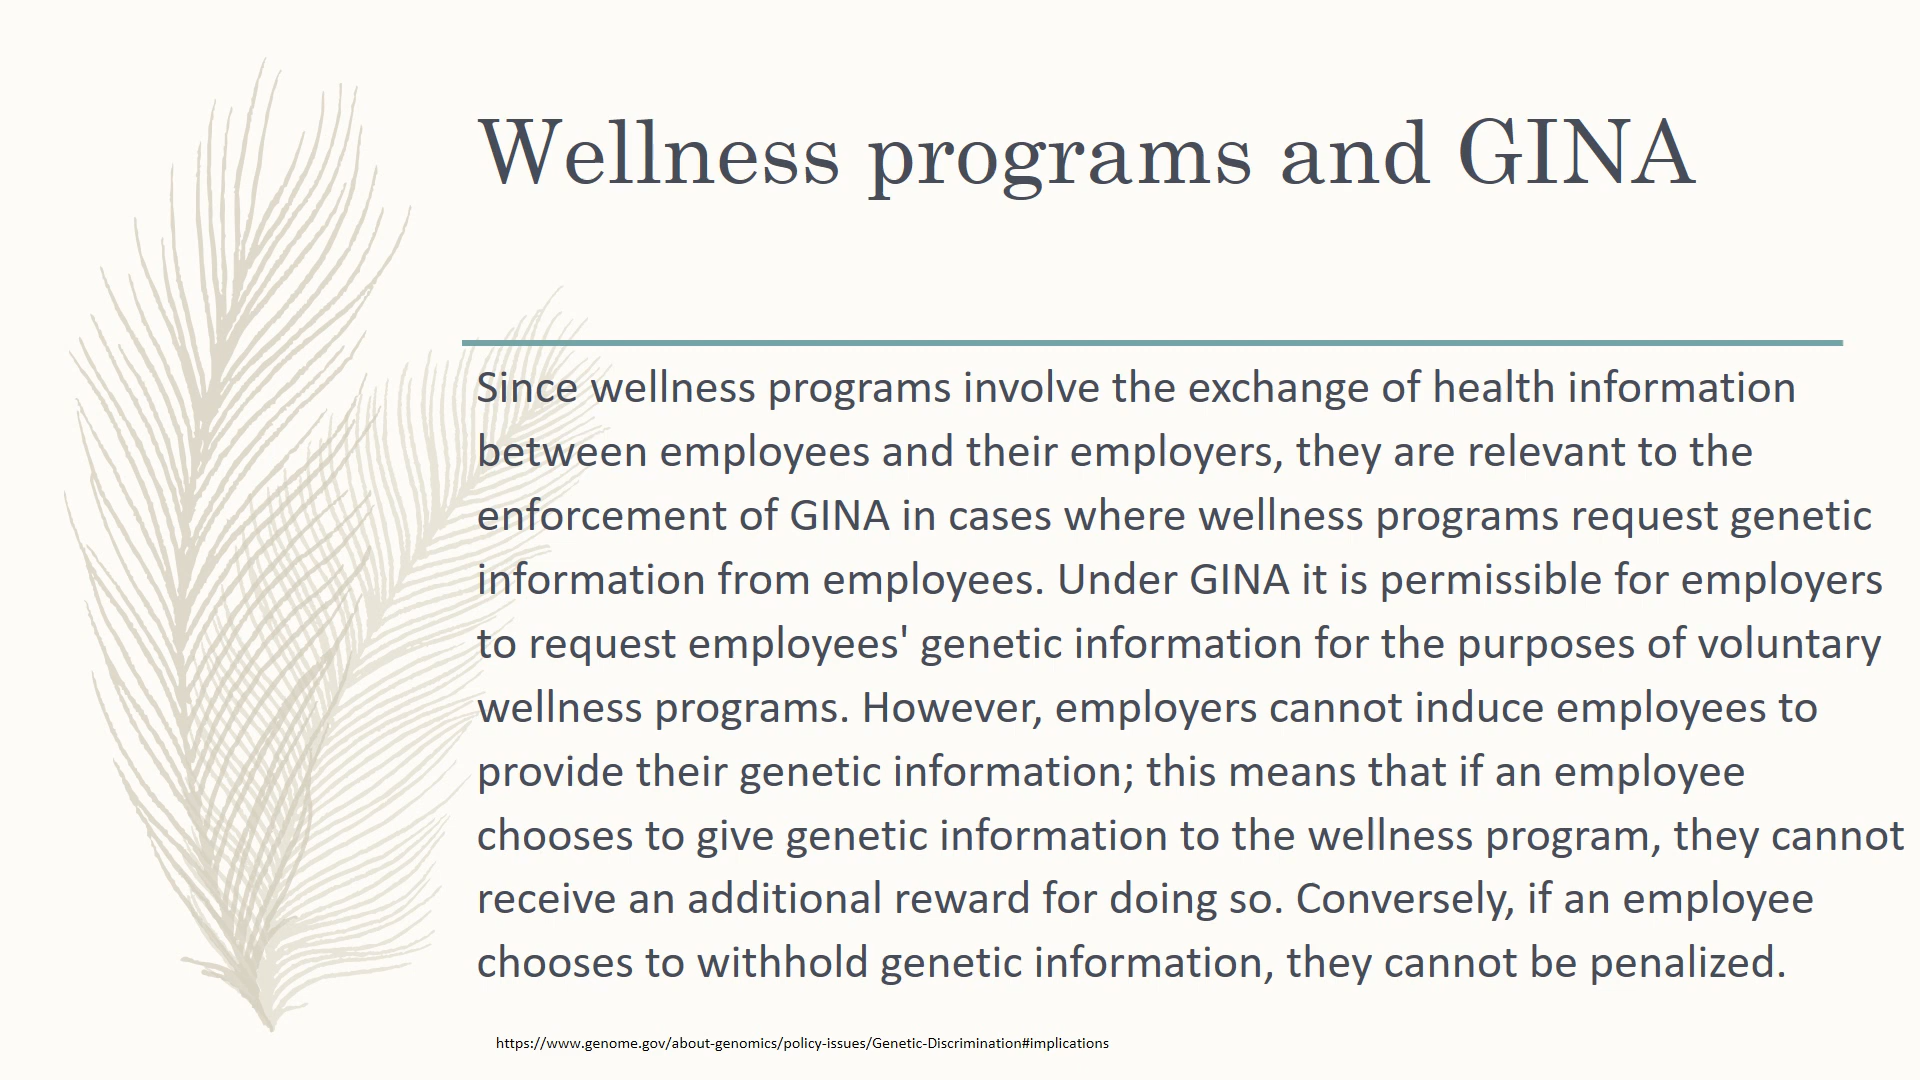 Wellness programs and GINA
Since wellness programs involve the exchange of health information
between employees and their employers, they are relevant to the
enforcement of GINA in cases where wellness programs request genetic
information from employees. Under GINA it is permissible for employers
to request employees' genetic information for the purposes of voluntary
wellness programs. However, employers cannot induce employees to
provide their genetic information; this means that if an employee
chooses to give genetic information to the wellness program, they cannot
receive an additional reward for doing so. Conversely, if an employee
chooses to withhold genetic information, they cannot be penalized.
https://www.genome.gov/about-genomics/policy-issues/Genetic-Discrimination#implications